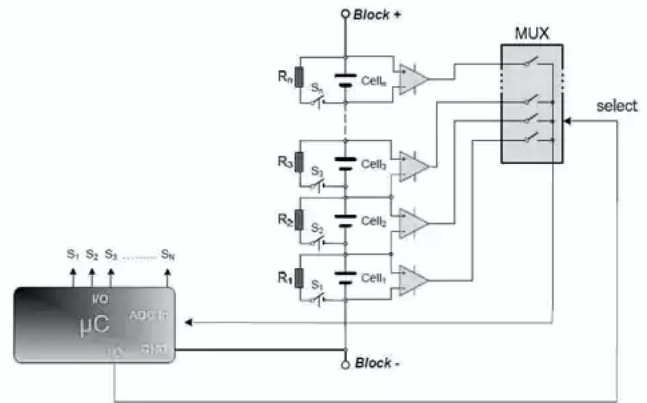 Block +
MUX
Rn
Sn
Celln
select
R3
S3
Cell3
R2
S2
Cell2
R1
S1
Cell1
S1 S2 S3 ......... SN
I/O
µC
ADC In
I/O
GND
Block -